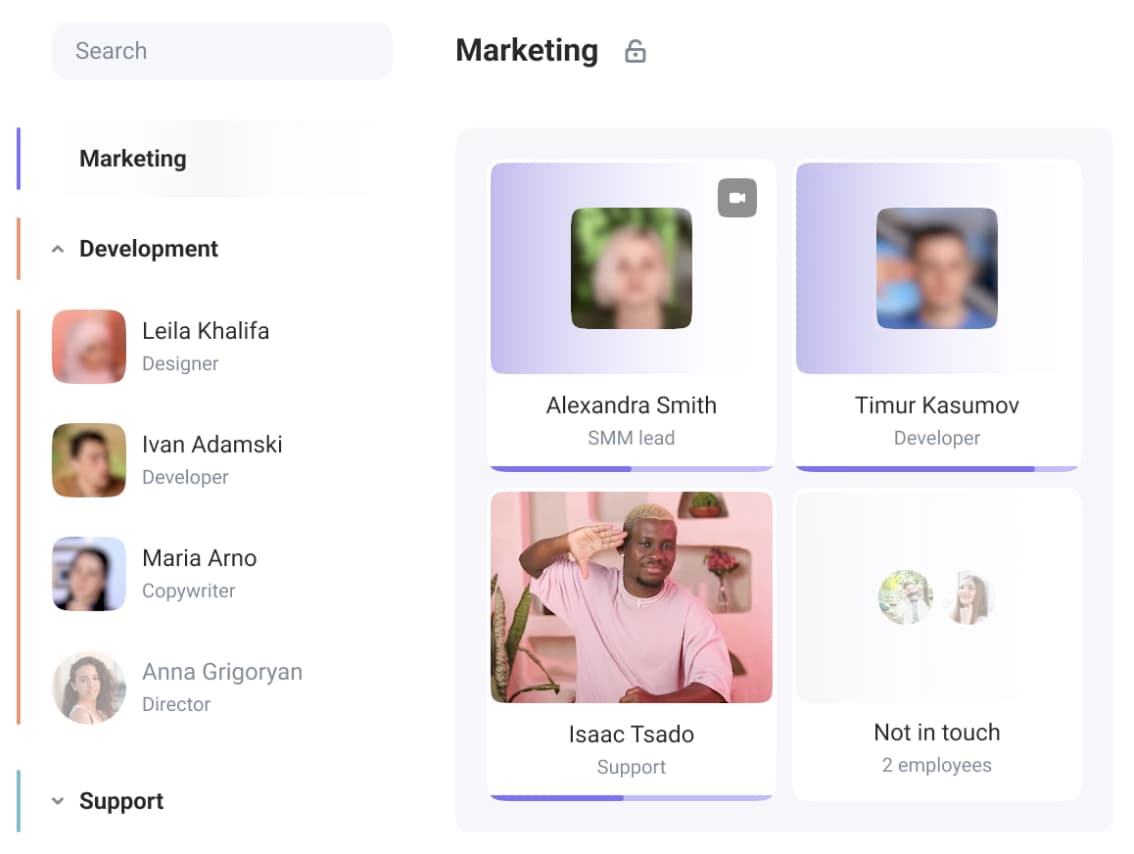 Search
Marketing
Development
Leila Khalifa
Designer
Ivan Adamski
Developer
Maria Arno
Copywriter
Anna Grigoryan
Director
Support
Marketing
Alexandra Smith
SMM lead
Timur Kasumov
Developer
Isaac Tsado
Support
Not in touch
2 employees